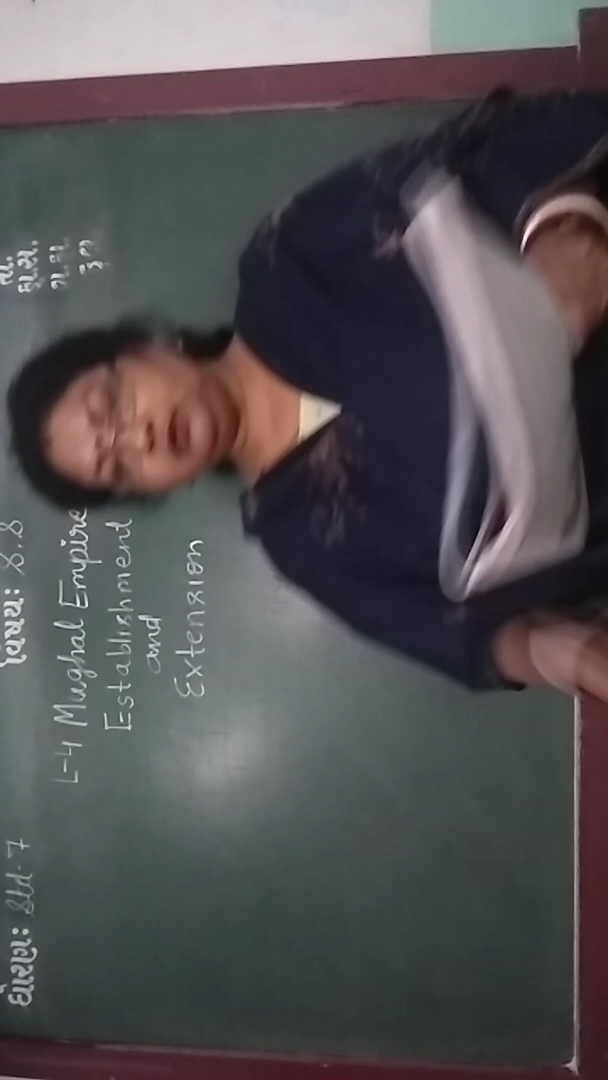 ધોરણ: Std-7
વિષય: S.S
L-4 Mughal Empire
Establishment
and
Extension
તા.